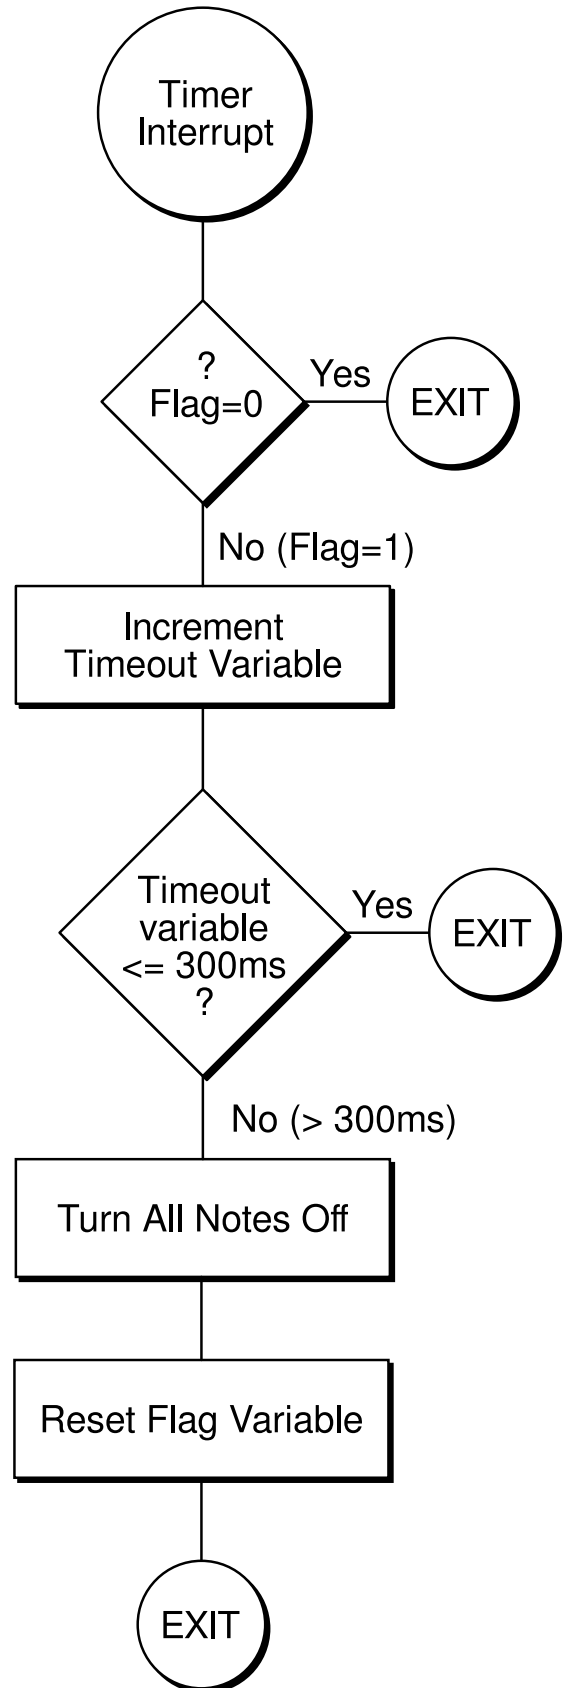 Timer
Interrupt
?
Flag=0
Yes
EXIT
No (Flag=1)
Increment
Timeout Variable
Timeout
variable
<= 300ms
?
Yes
EXIT
No (> 300ms)
Turn All Notes Off
Reset Flag Variable
EXIT